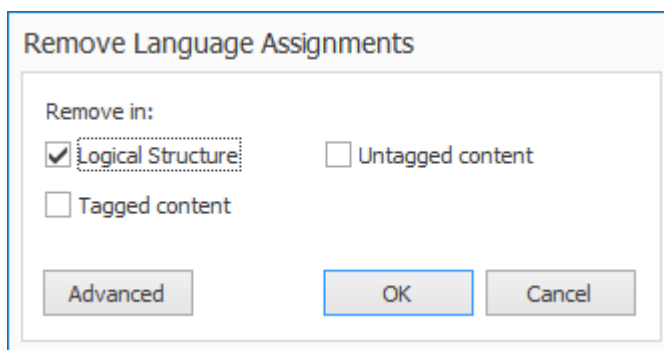 Remove Language Assignments
Remove in:
Logical Structure Untagged content
Tagged content
Advanced OK Cancel